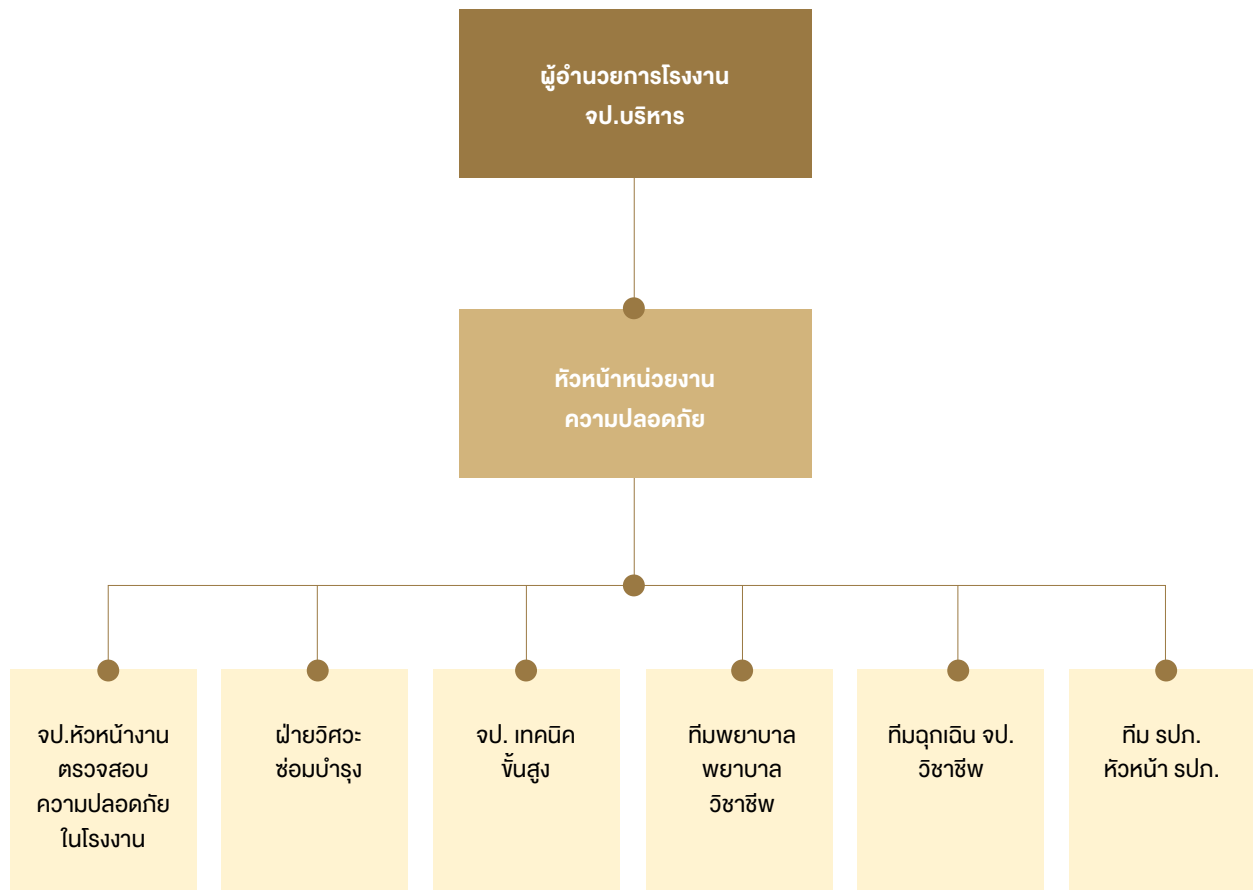 ผู้อำนวยการโรงงาน
จป.บริหาร
หัวหน้าหน่วยงาน
ความปลอดภัย
จป.หัวหน้างาน
ตรวจสอบ
ความปลอดภัย
ในโรงงาน
ฝ่ายวิศวะ
ซ่อมบำรุง
จป. เทคนิค
ขั้นสูง
ทีมพยาบาล
พยาบาล
วิชาชีพ
ทีมฉุกเฉิน จป.
วิชาชีพ
ทีม รปภ.
หัวหน้า รปภ.